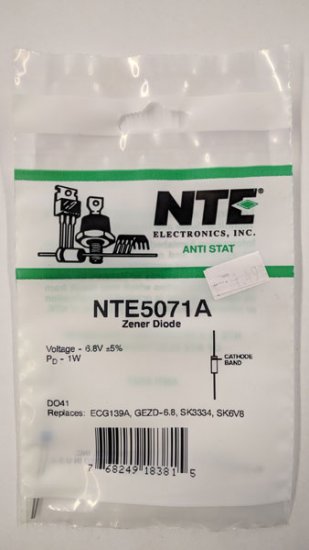 NTE®
ELECTRONICS, INC.
ANTI STAT
NTE5071A
Zener Diode
Voltage - 6.8V ±5%
PD - 1W
CATHODE
BAND
DO41
Replaces: ECG139A, GEZD-6.8, SK3334, SK6V8
7 68249 18381 5